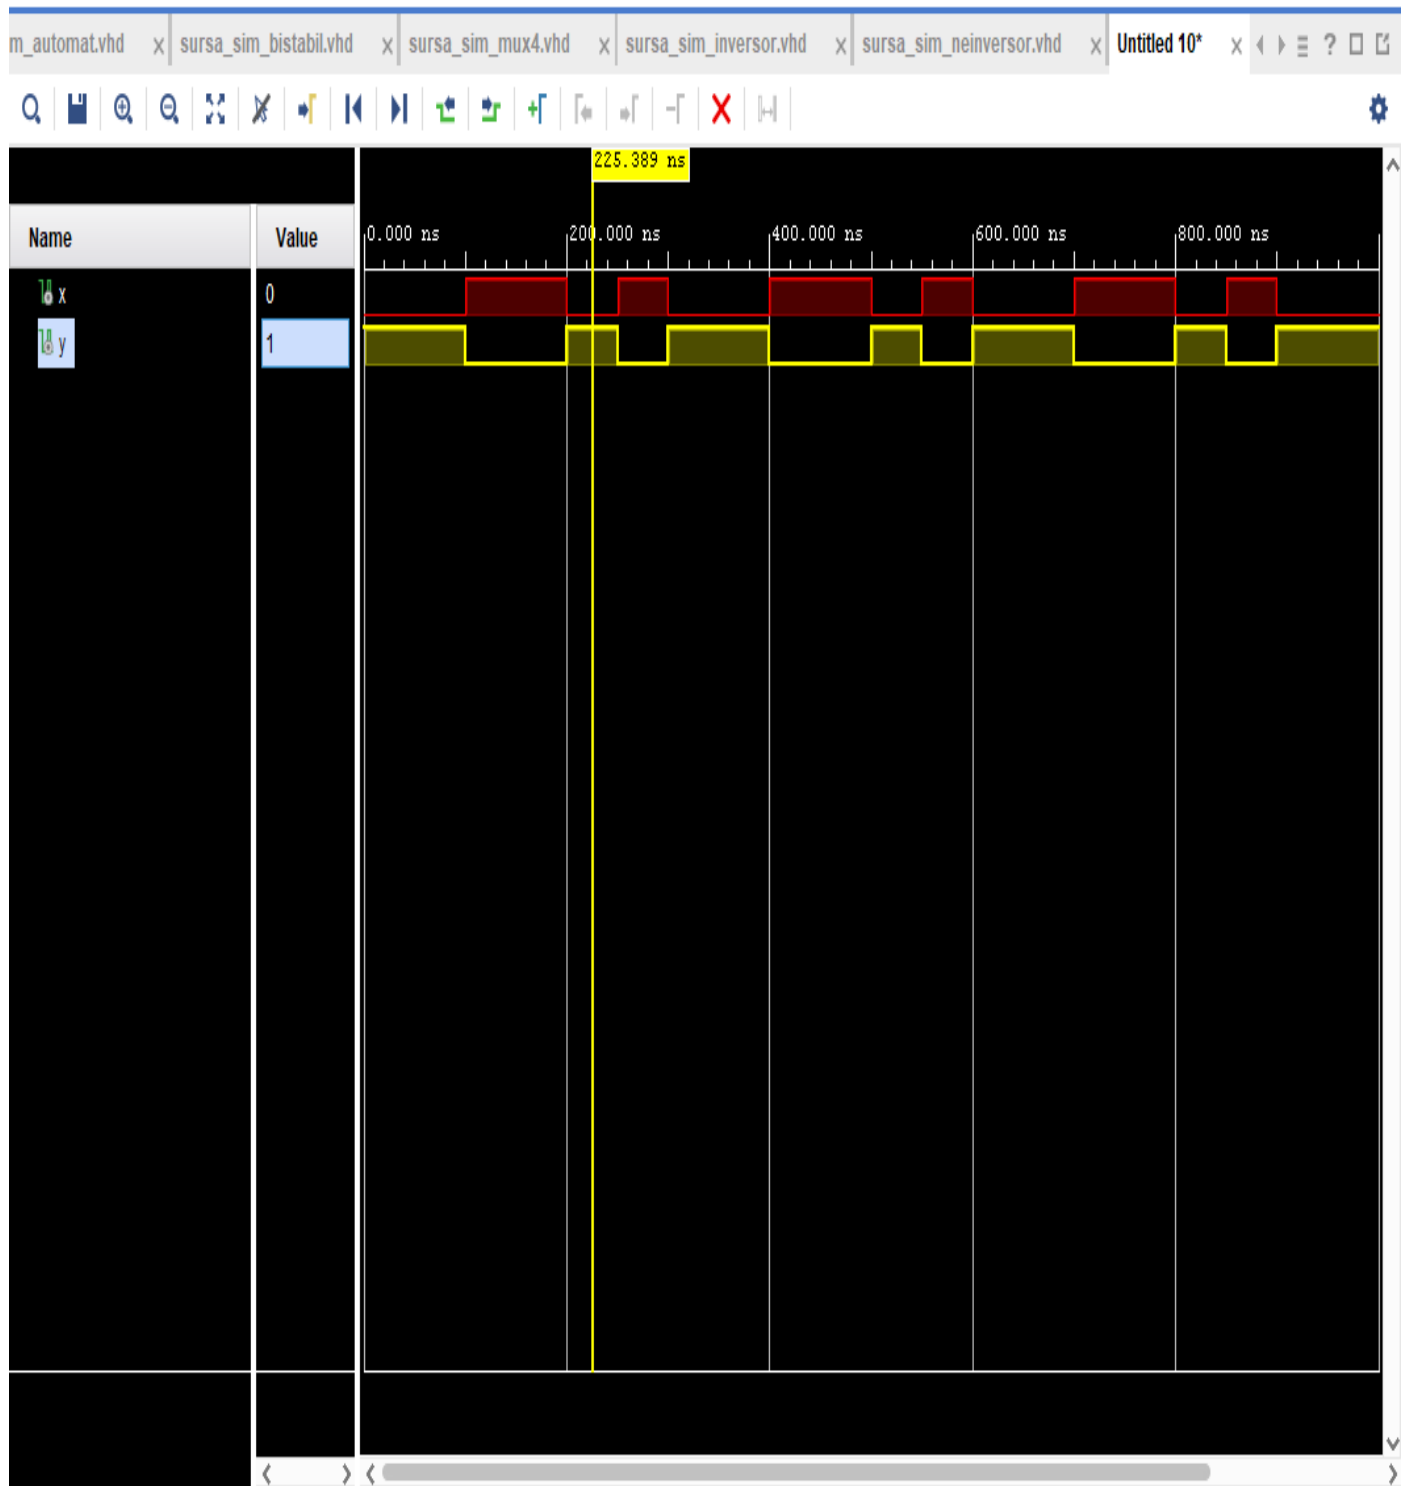 m_automat.vhd sursa_sim_bistabil.vhd sursa_sim_mux4.vhd sursa_sim_inversor.vhd sursa_sim_neinversor.vhd Untitled 10*
225.389 ns
Name Value 0.000 ns 200.000 ns 400.000 ns 600.000 ns 800.000 ns
x 0
y 1